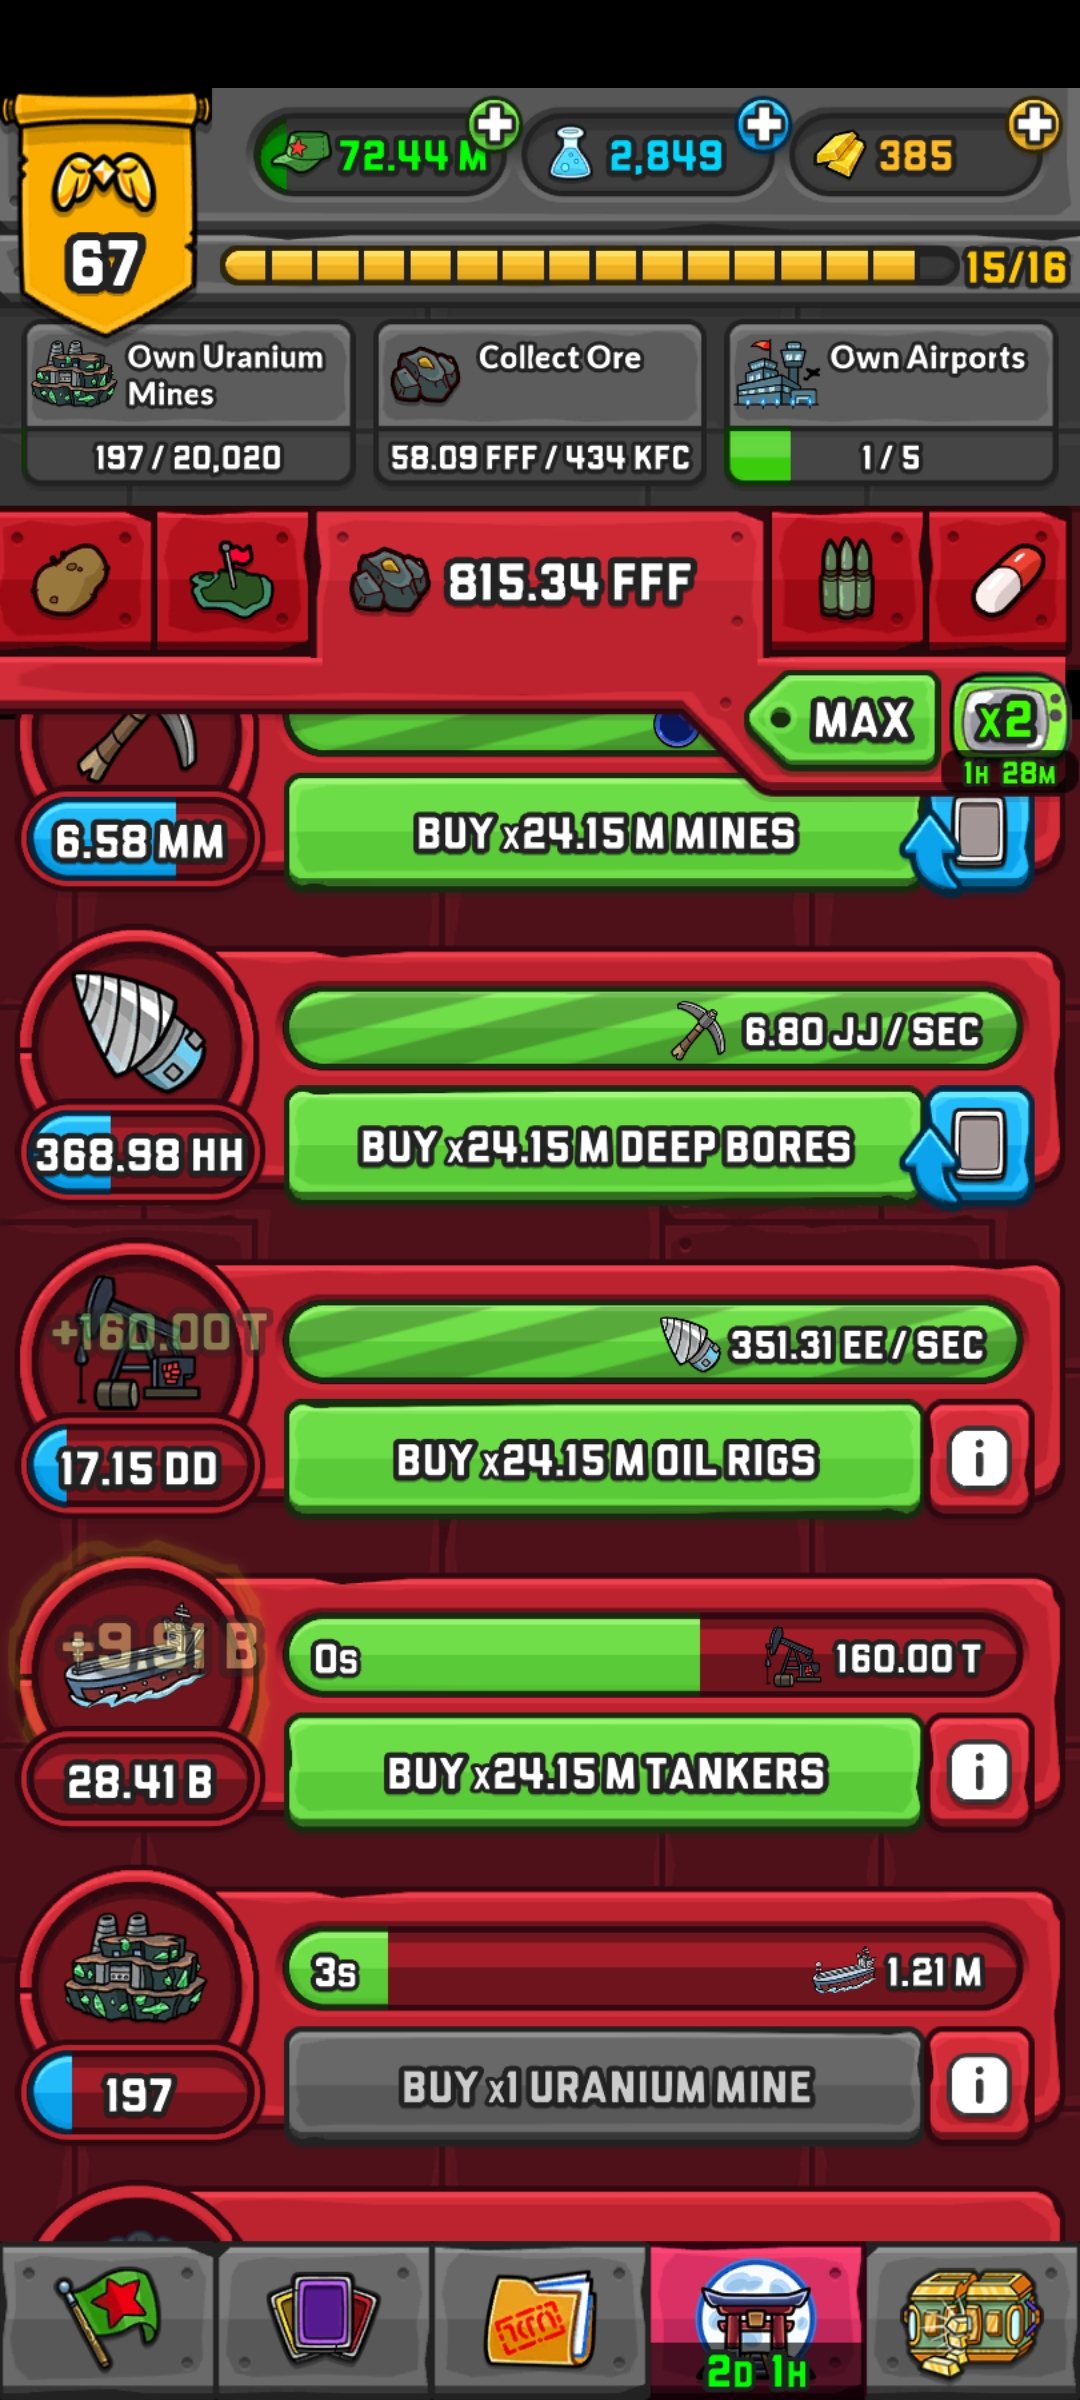 72.44 M
2,849
385
67
15/16
Own Uranium
Mines
197 / 20,020
Collect Ore
58.09 FFF / 434 KFC
Own Airports
1 / 5
815.34 FFF
MAX
x2
1H 28M
6.58 MM
BUY x24.15 M MINES
6.80 JJ / SEC
368.98 HH
BUY x24.15 M DEEP BORES
+160.00 T
351.31 EE / SEC
17.15 DD
BUY x24.15 M OIL RIGS
i
+9.91 B
0s
160.00 T
28.41 B
BUY x24.15 M TANKERS
i
3s
1.21 M
197
BUY x1 URANIUM MINE
i
2D 1H